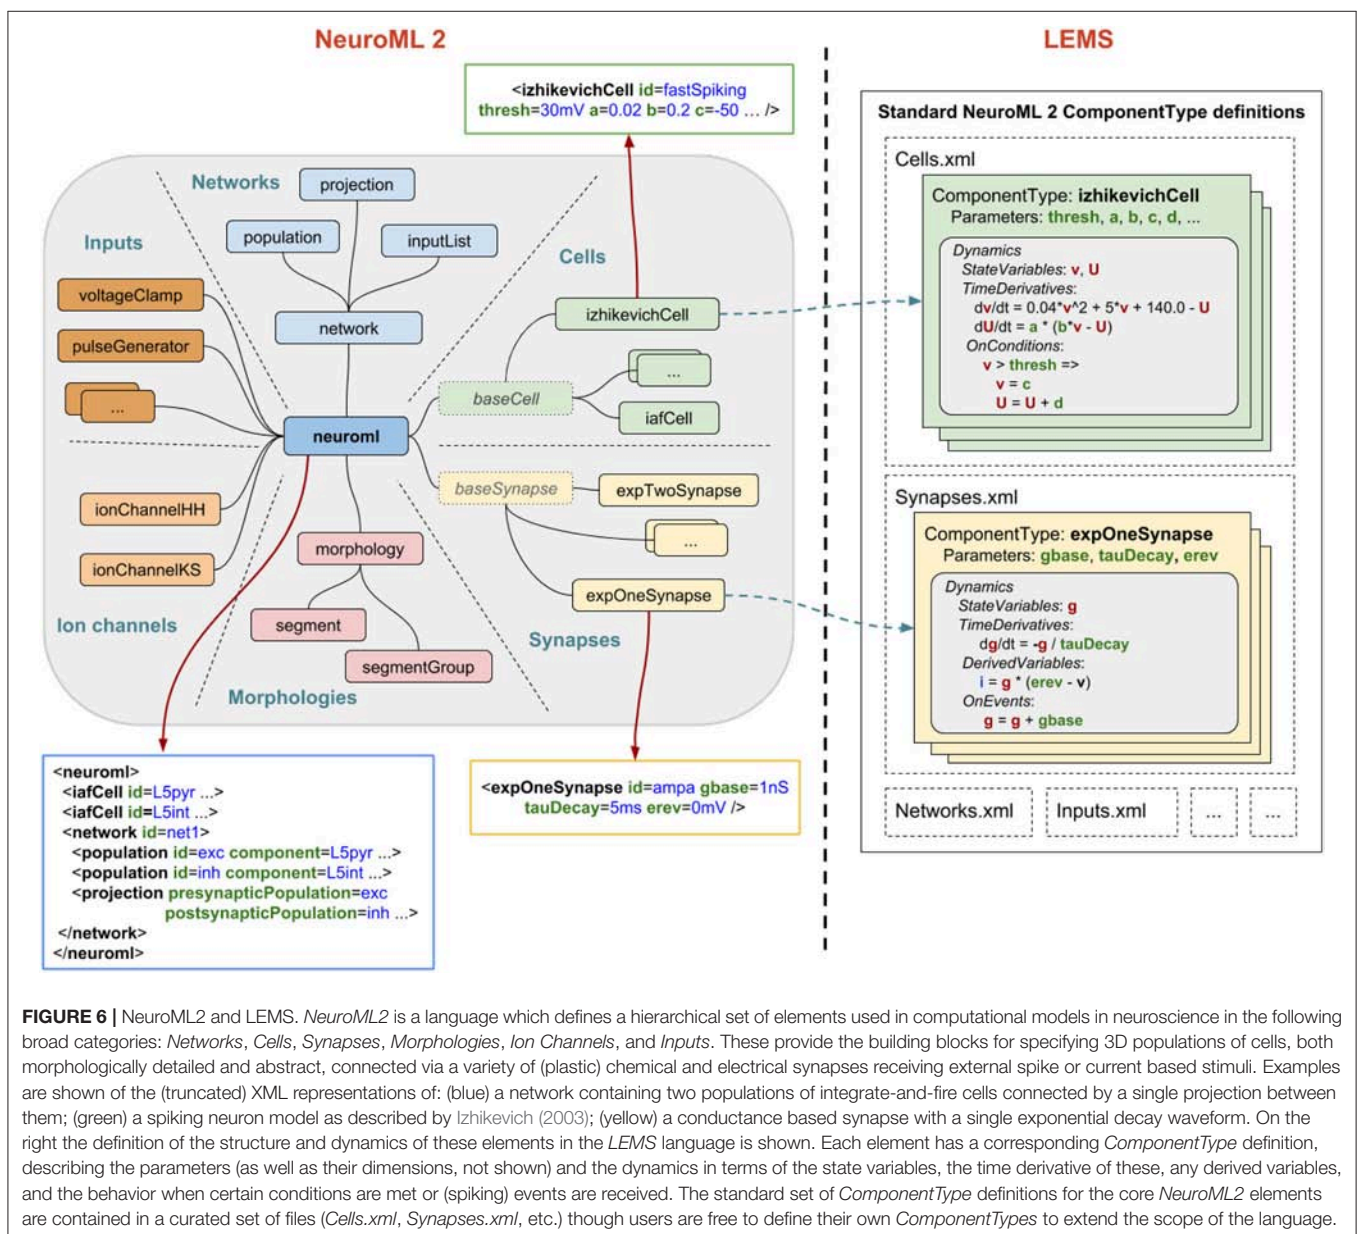 NeuroML 2
LEMS
<izhikevichCell id=fastSpiking
thresh=30mV a=0.02 b=0.2 c=-50 ... />
Networks
projection
population
inputList
network
Inputs
voltageClamp
pulseGenerator
...
Cells
izhikevichCell
...
baseCell
iafCell
neuroml
baseSynapse
expTwoSynapse
...
expOneSynapse
Synapses
ionChannelHH
ionChannelKS
Ion channels
morphology
segment
segmentGroup
Morphologies
<neuroml>
<iafCell id=L5pyr ...>
<iafCell id=L5int ...>
<network id=net1>
<population id=exc component=L5pyr ...>
<population id=inh component=L5int ...>
<projection presynapticPopulation=exc
postsynapticPopulation=inh ...>
</network>
</neuroml>
<expOneSynapse id=ampa gbase=1nS
tauDecay=5ms erev=0mV />
Standard NeuroML 2 ComponentType definitions
Cells.xml
ComponentType: izhikevichCell
Parameters: thresh, a, b, c, d, ...
Dynamics
StateVariables: v, U
TimeDerivatives:
dv/dt = 0.04*v^2 + 5*v + 140.0 - U
dU/dt = a * (b*v - U)
OnConditions:
v > thresh =>
v = c
U = U + d
Synapses.xml
ComponentType: expOneSynapse
Parameters: gbase, tauDecay, erev
Dynamics
StateVariables: g
TimeDerivatives:
dg/dt = -g / tauDecay
DerivedVariables:
i = g * (erev - v)
OnEvents:
g = g + gbase
Networks.xml
Inputs.xml
...
...
FIGURE 6 | NeuroML2 and LEMS. NeuroML2 is a language which defines a hierarchical set of elements used in computational models in neuroscience in the following
broad categories: Networks, Cells, Synapses, Morphologies, Ion Channels, and Inputs. These provide the building blocks for specifying 3D populations of cells, both
morphologically detailed and abstract, connected via a variety of (plastic) chemical and electrical synapses receiving external spike or current based stimuli. Examples
are shown of the (truncated) XML representations of: (blue) a network containing two populations of integrate-and-fire cells connected by a single projection between
them; (green) a spiking neuron model as described by Izhikevich (2003); (yellow) a conductance based synapse with a single exponential decay waveform. On the
right the definition of the structure and dynamics of these elements in the LEMS language is shown. Each element has a corresponding ComponentType definition,
describing the parameters (as well as their dimensions, not shown) and the dynamics in terms of the state variables, the time derivative of these, any derived variables,
and the behavior when certain conditions are met or (spiking) events are received. The standard set of ComponentType definitions for the core NeuroML2 elements
are contained in a curated set of files (Cells.xml, Synapses.xml, etc.) though users are free to define their own ComponentTypes to extend the scope of the language.